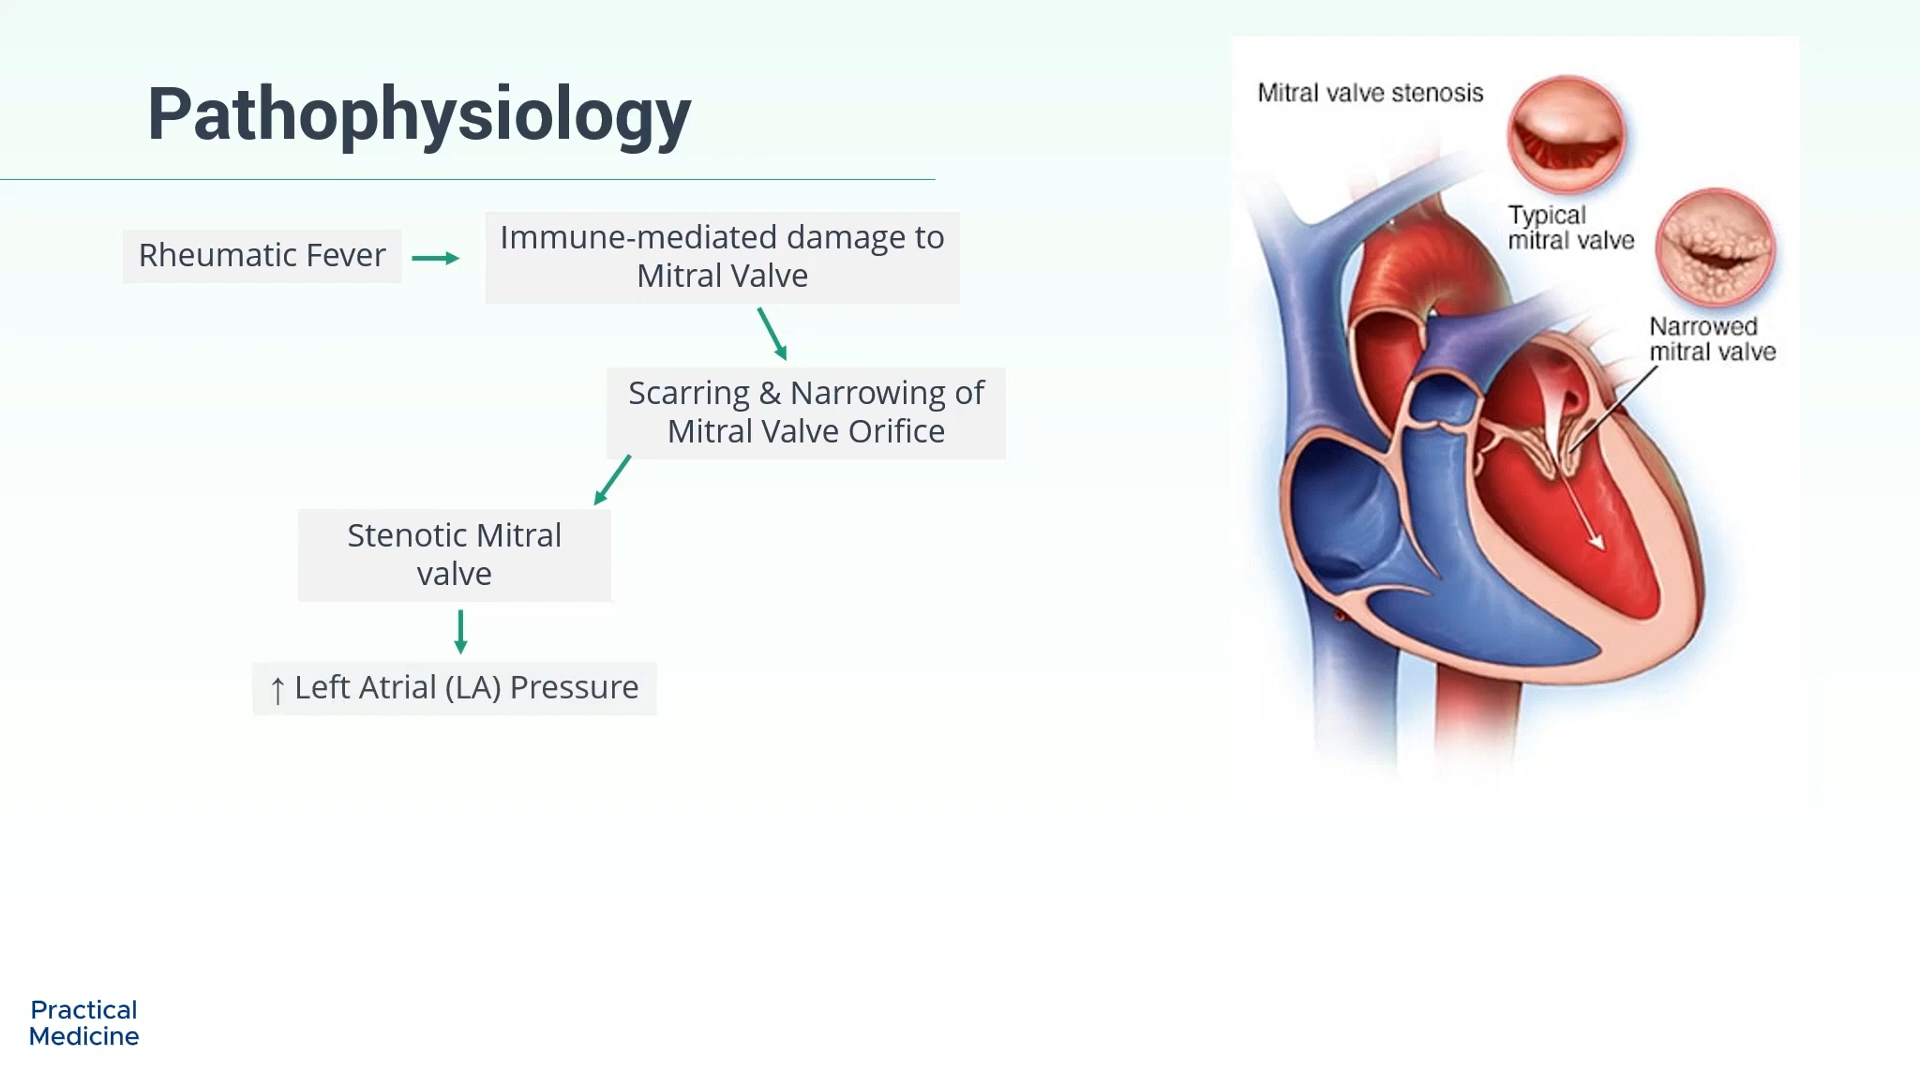 Pathophysiology
Rheumatic Fever
Immune-mediated damage to
Mitral Valve
Scarring & Narrowing of
Mitral Valve Orifice
Stenotic Mitral
valve
↑ Left Atrial (LA) Pressure
Mitral valve stenosis
Typical
mitral valve
Narrowed
mitral valve
Practical
Medicine